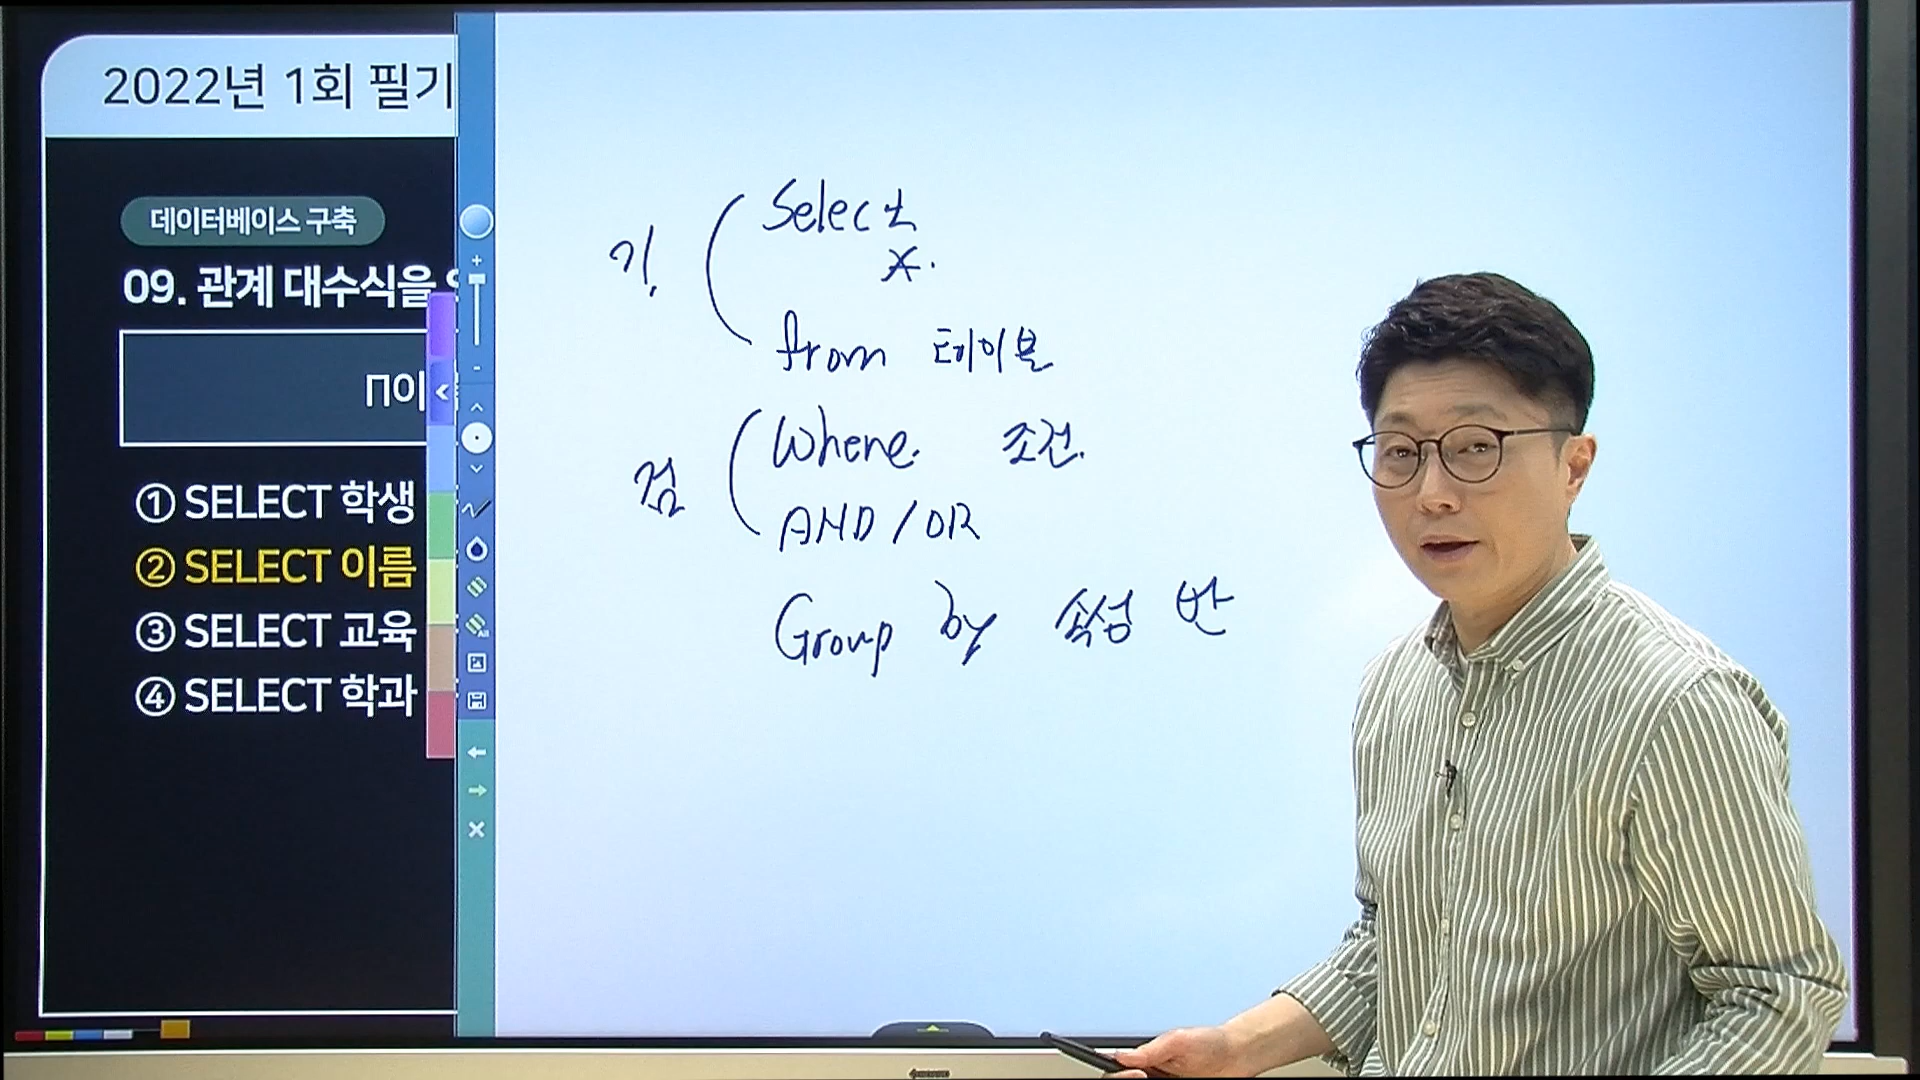 2022년 1회 필기
데이터베이스 구축
09. 관계 대수식을
π이
① SELECT 학생
② SELECT 이름
③ SELECT 교육
④ SELECT 학과
기
Select
*.
from 테이블
검
Where. 조건.
AND/OR
Group by 속성 반